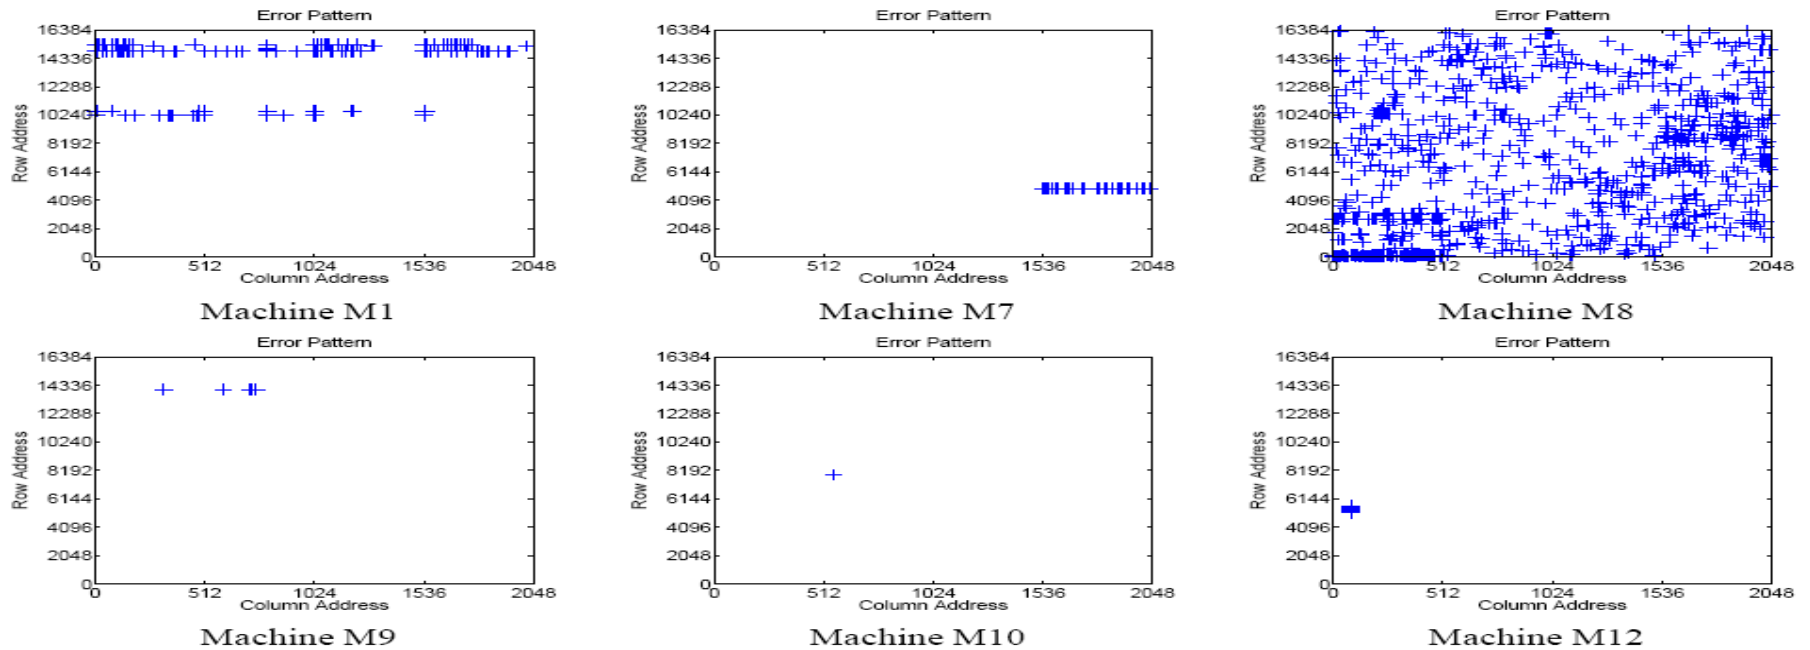 Error Pattern Error Pattern Error Pattern
16384 16384 16384
14336 14336 14336
12288 12288 12288
10240 10240 10240
8192 8192 8192
6144 6144 6144
4096 4096 4096
2048 2048 2048
0 0 0
Row Address Row Address Row Address
0 512 1024 1536 2048 0 512 1024 1536 2048 0 512 1024 1536 2048
Column Address Column Address Column Address
Machine M1 Machine M7 Machine M8
Error Pattern Error Pattern Error Pattern
16384 16384 16384
14336 14336 14336
12288 12288 12288
10240 10240 10240
8192 8192 8192
6144 6144 6144
4096 4096 4096
2048 2048 2048
0 0 0
Row Address Row Address Row Address
0 512 1024 1536 2048 0 512 1024 1536 2048 0 512 1024 1536 2048
Column Address Column Address Column Address
Machine M9 Machine M10 Machine M12